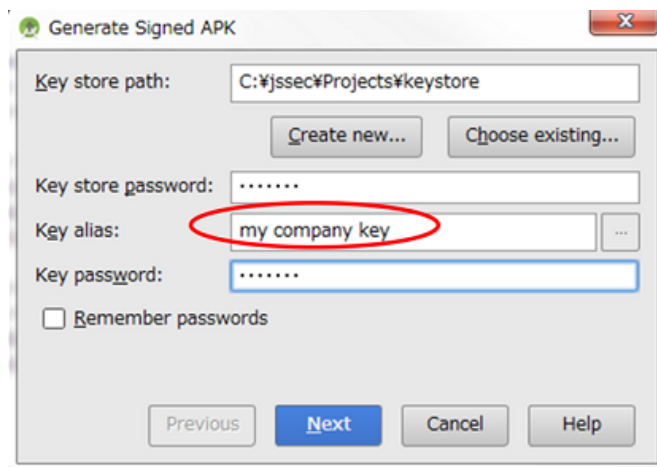 Generate Signed APK
Key store path: C:¥jssec¥Projects¥keystore
Create new... Choose existing...
Key store password: •••••••
Key alias: my company key ...
Key password: •••••••
Remember passwords
Previous Next Cancel Help